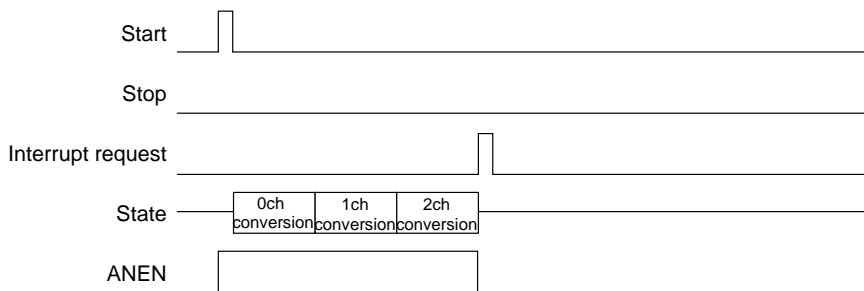 Start
Stop
Interrupt request
State
0ch
conversion
1ch
conversion
2ch
conversion
ANEN